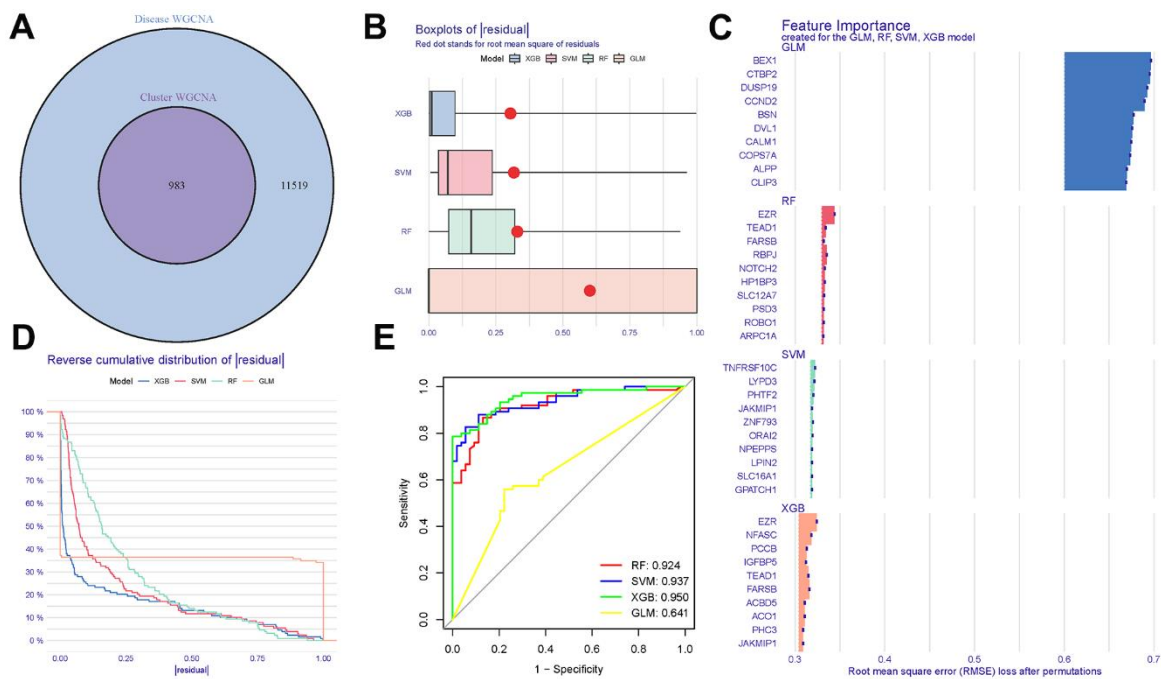 A
Disease WGCNA
Cluster WGCNA
983
11519
B
Boxplots of |residual|
Red dot stands for root mean square of residuals
Model XGB SVM RF GLM
XGB
SVM
RF
GLM
0.00 0.25 0.50 0.75 1.00
C
Feature Importance
created for the GLM, RF, SVM, XGB model
GLM
BEX1
CTBP2
DUSP19
CCND2
BSN
DVL1
CALM1
COPS7A
ALPP
CLIP3
RF
EZR
TEAD1
FARSB
RBPJ
NOTCH2
HP1BP3
SLC12A7
PSD3
ROBO1
ARPC1A
SVM
TNFRSF10C
LYPD3
PHTF2
JAKMIP1
ZNF793
ORAI2
NPEPPS
LPIN2
SLC16A1
GPATCH1
XGB
EZR
NFASC
PCCB
IGFBP5
TEAD1
FARSB
ACBD5
ACO1
PHC3
JAKMIP1
0.3 0.4 0.5 0.6 0.7
Root mean square error (RMSE) loss after permutations
D
Reverse cumulative distribution of |residual|
Model XGB SVM RF GLM
100 %
90 %
80 %
70 %
60 %
50 %
40 %
30 %
20 %
10 %
0 %
0.00 0.25 0.50 0.75 1.00
|residual|
E
Sensitivity
1.0
0.8
0.6
0.4
0.2
0.0
RF: 0.924
SVM: 0.937
XGB: 0.950
GLM: 0.641
0.0 0.2 0.4 0.6 0.8 1.0
1 − Specificity